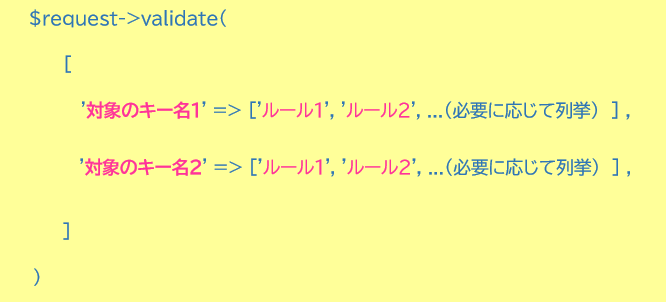 $request->validate(
[
'対象のキー名1' => ['ルール1', 'ルール2', ...(必要に応じて列挙) ] ,
'対象のキー名2' => ['ルール1', 'ルール2', ...(必要に応じて列挙) ] ,
]
)